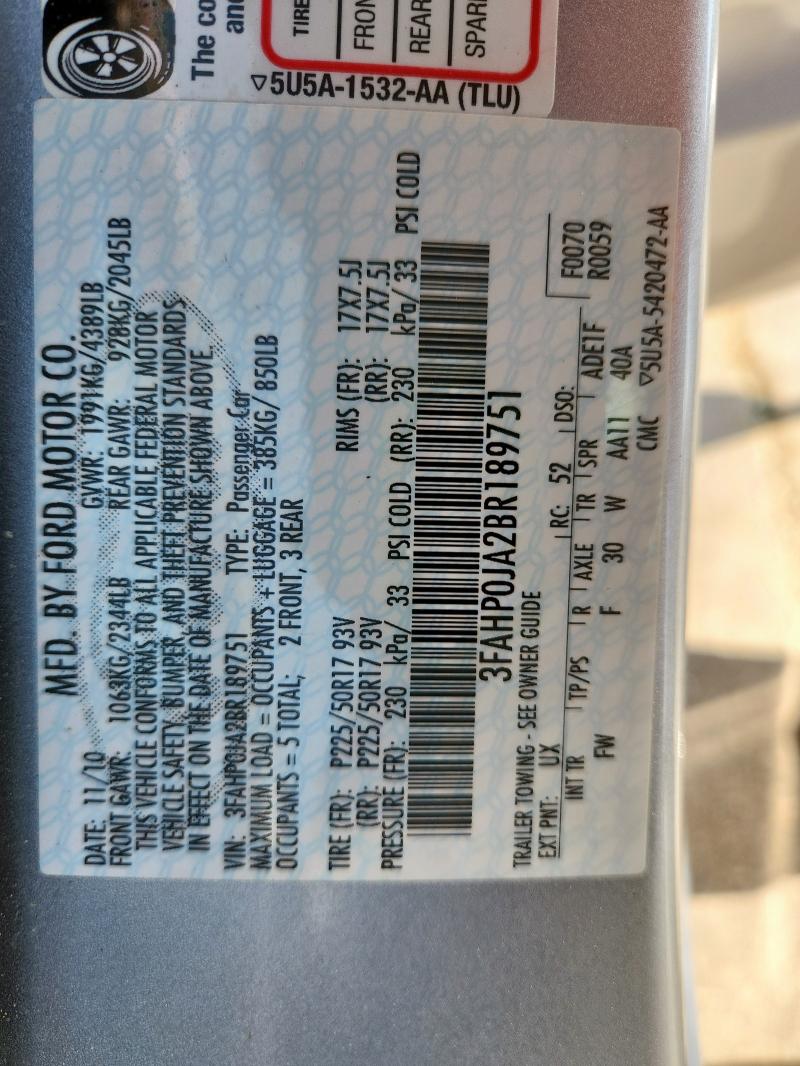 MFD. BY FORD MOTOR CO.
DATE: 11/10 GVWR: 1991KG/4389LB
FRONT GAWR: 1063KG/2344LB REAR GAWR: 928KG/2045LB
THIS VEHICLE CONFORMS TO ALL APPLICABLE FEDERAL MOTOR
VEHICLE SAFETY, BUMPER, AND THEFT PREVENTION STANDARDS
IN EFFECT ON THE DATE OF MANUFACTURE SHOWN ABOVE.
VIN: 3FAHP0JA2BR189751 TYPE: Passenger Car
MAXIMUM LOAD = OCCUPANTS + LUGGAGE = 385KG/ 850LB
OCCUPANTS = 5 TOTAL; 2 FRONT, 3 REAR
TIRE (FR): P225/50R17 93V RIMS (FR): 17X7.5J
(RR): P225/50R17 93V (RR): 17X7.5J
PRESSURE (FR): 230 kPa/ 33 PSI COLD (RR): 230 kPa/ 33 PSI COLD
3FAHP0JA2BR189751
TRAILER TOWING - SEE OWNER GUIDE
EXT PNT: UX RC: 52 DSO: F0070
INT TR TP/PS R AXLE TR SPR ADE1F R0059
FW F 30 W AA11 40A
CMC ▽5U5A-5420472-AA
The co
and
TIRE
FRON
REAR
SPAR
▽5U5A-1532-AA (TLU)